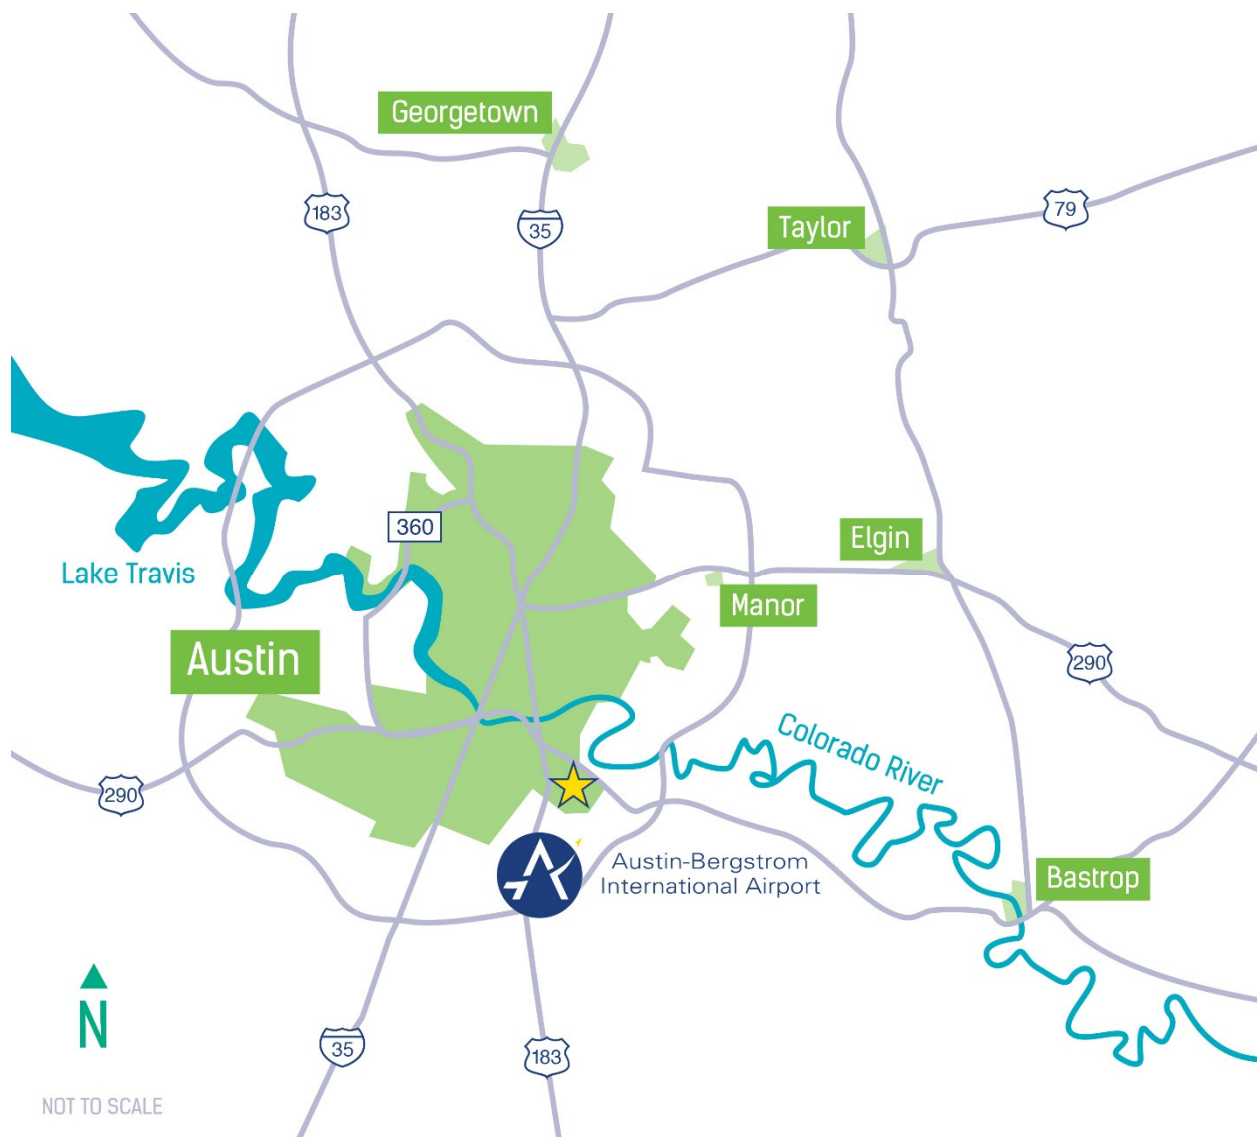 Georgetown
183
35
Taylor
79
360
Elgin
Lake Travis
Manor
Austin
290
Colorado River
290
Austin-Bergstrom
International Airport
Bastrop
N
35
183
NOT TO SCALE